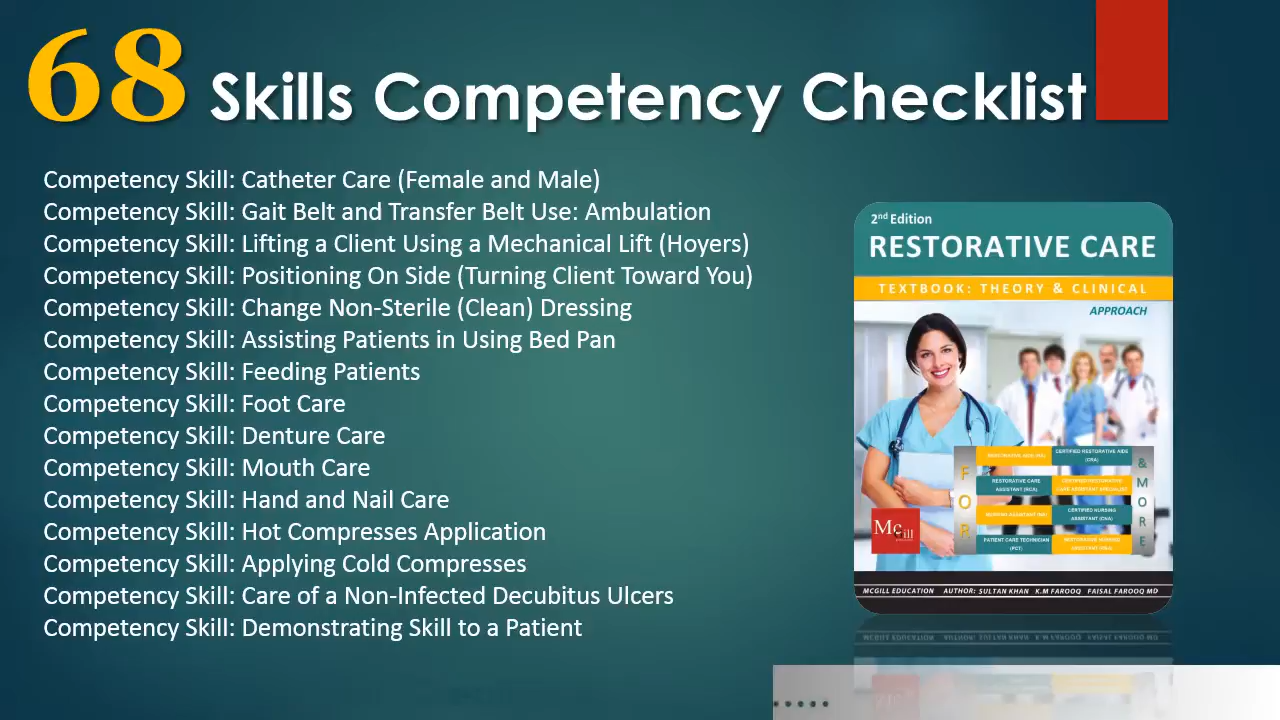 68 Skills Competency Checklist
Competency Skill: Catheter Care (Female and Male)
Competency Skill: Gait Belt and Transfer Belt Use: Ambulation
Competency Skill: Lifting a Client Using a Mechanical Lift (Hoyers)
Competency Skill: Positioning On Side (Turning Client Toward You)
Competency Skill: Change Non-Sterile (Clean) Dressing
Competency Skill: Assisting Patients in Using Bed Pan
Competency Skill: Feeding Patients
Competency Skill: Foot Care
Competency Skill: Denture Care
Competency Skill: Mouth Care
Competency Skill: Hand and Nail Care
Competency Skill: Hot Compresses Application
Competency Skill: Applying Cold Compresses
Competency Skill: Care of a Non-Infected Decubitus Ulcers
Competency Skill: Demonstrating Skill to a Patient
2nd Edition
RESTORATIVE CARE
TEXTBOOK: THEORY & CLINICAL
APPROACH
FOR
CERTIFIED RESTORATIVE AIDE
(CRA)
RESTORATIVE CARE
ASSISTANT (RCA)
CERTIFIED NURSING
ASSISTANT (CNA)
PATIENT CARE TECHNICIAN
(PCT)
& MORE
McGill
MCGILL EDUCATION AUTHOR: SULTAN KHAN K.M FAROOQ FAISAL FAROOQ MD